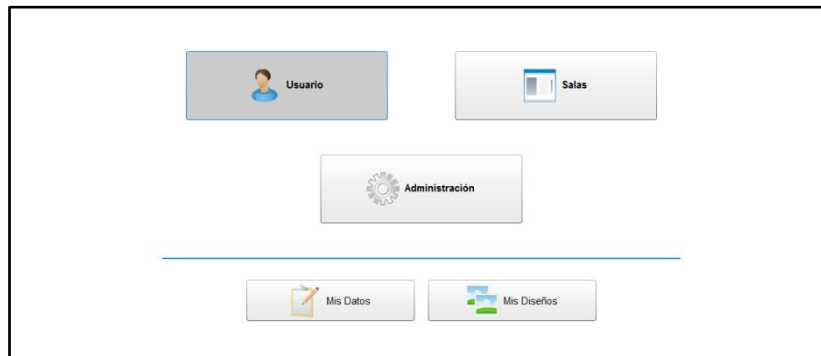 Usuario
Salas
Administración
Mis Datos
Mis Diseños